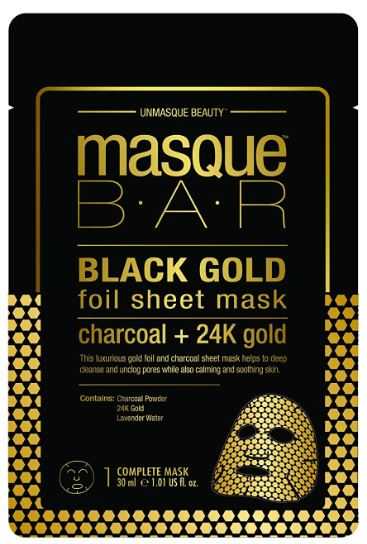 UNMASQUE BEAUTY™
masque™
B·A·R
BLACK GOLD
foil sheet mask
charcoal + 24K gold
This luxurious gold foil and charcoal sheet mask helps to deep
cleanse and unclog pores while also calming and soothing skin.
Contains: Charcoal Powder
24K Gold
Lavender Water
1 COMPLETE MASK
30 ml ℮ 1.01 US fl. oz.